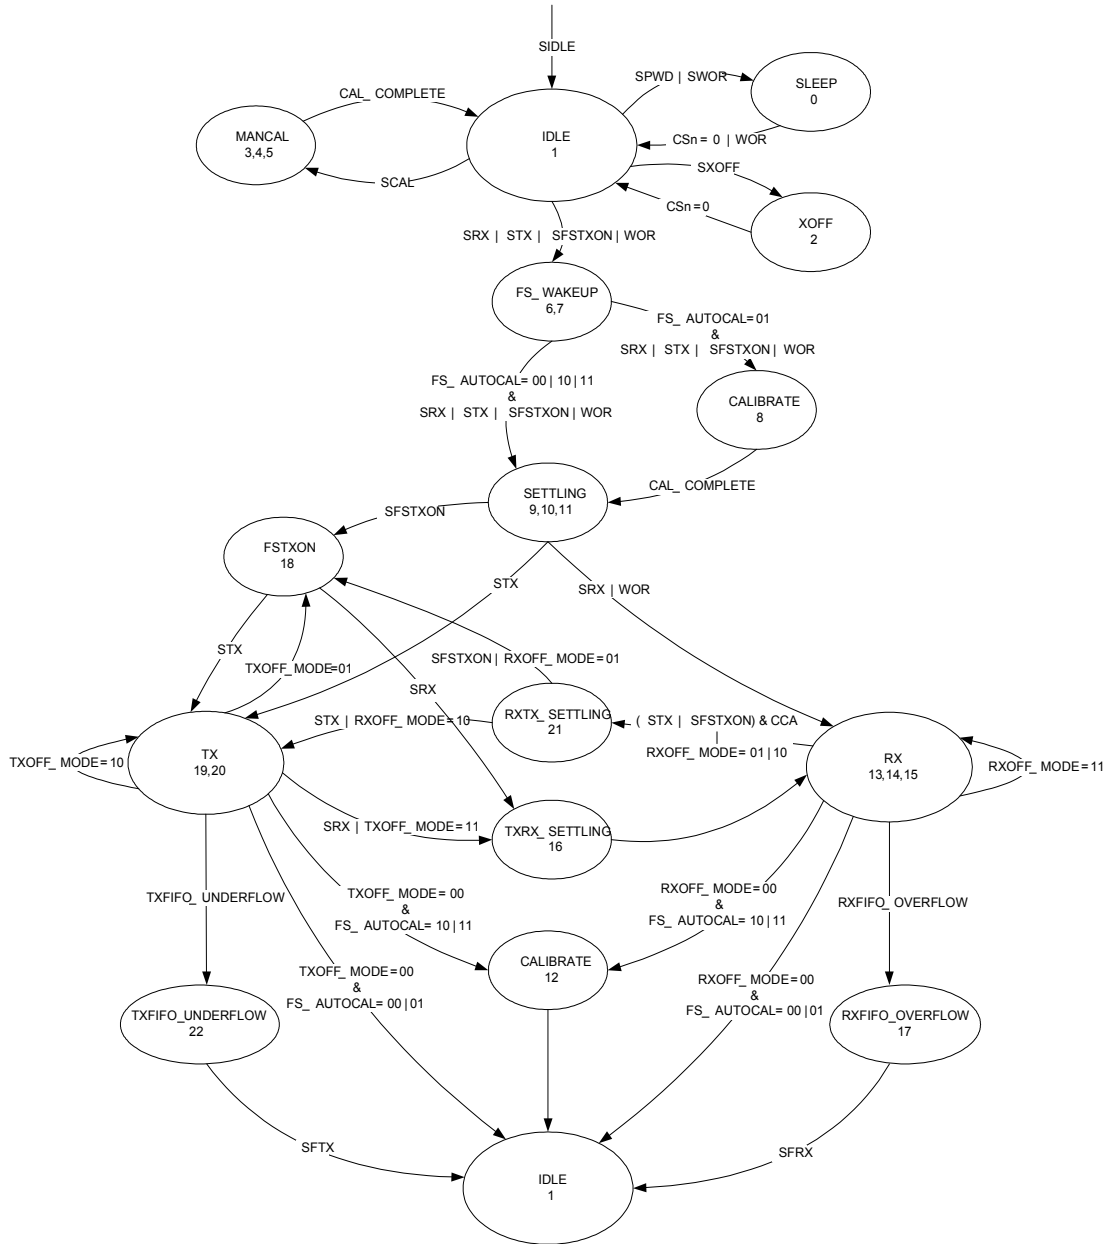 SIDLE
SPWD | SWOR
SLEEP
0
CAL_ COMPLETE
MANCAL
3,4,5
IDLE
1
CSn = 0 | WOR
SXOFF
SCAL
CSn = 0
XOFF
2
SRX | STX | SFSTXON | WOR
FS_ WAKEUP
6,7
FS_ AUTOCAL= 01
&
SRX | STX | SFSTXON | WOR
FS_ AUTOCAL= 00 | 10 | 11
&
SRX | STX | SFSTXON | WOR
CALIBRATE
8
CAL_ COMPLETE
SETTLING
9,10,11
SFSTXON
FSTXON
18
STX
SRX | WOR
STX
TXOFF_ MODE=01
SFSTXON | RXOFF_ MODE = 01
SRX
STX | RXOFF_ MODE = 10
RXTX_ SETTLING
21
( STX | SFSTXON) & CCA
|
RXOFF_ MODE= 01 | 10
TXOFF_ MODE= 10
TX
19,20
RX
13,14,15
RXOFF_ MODE= 11
SRX | TXOFF_ MODE = 11
TXRX_ SETTLING
16
TXFIFO_ UNDERFLOW
TXOFF_ MODE = 00
&
FS_ AUTOCAL= 10 | 11
RXOFF_ MODE = 00
&
FS_ AUTOCAL= 10 | 11
RXFIFO_ OVERFLOW
CALIBRATE
12
TXOFF_ MODE = 00
&
FS_ AUTOCAL= 00 | 01
RXOFF_ MODE = 00
&
FS_ AUTOCAL= 00 | 01
TXFIFO_UNDERFLOW
22
RXFIFO_OVERFLOW
17
SFTX
SFRX
IDLE
1